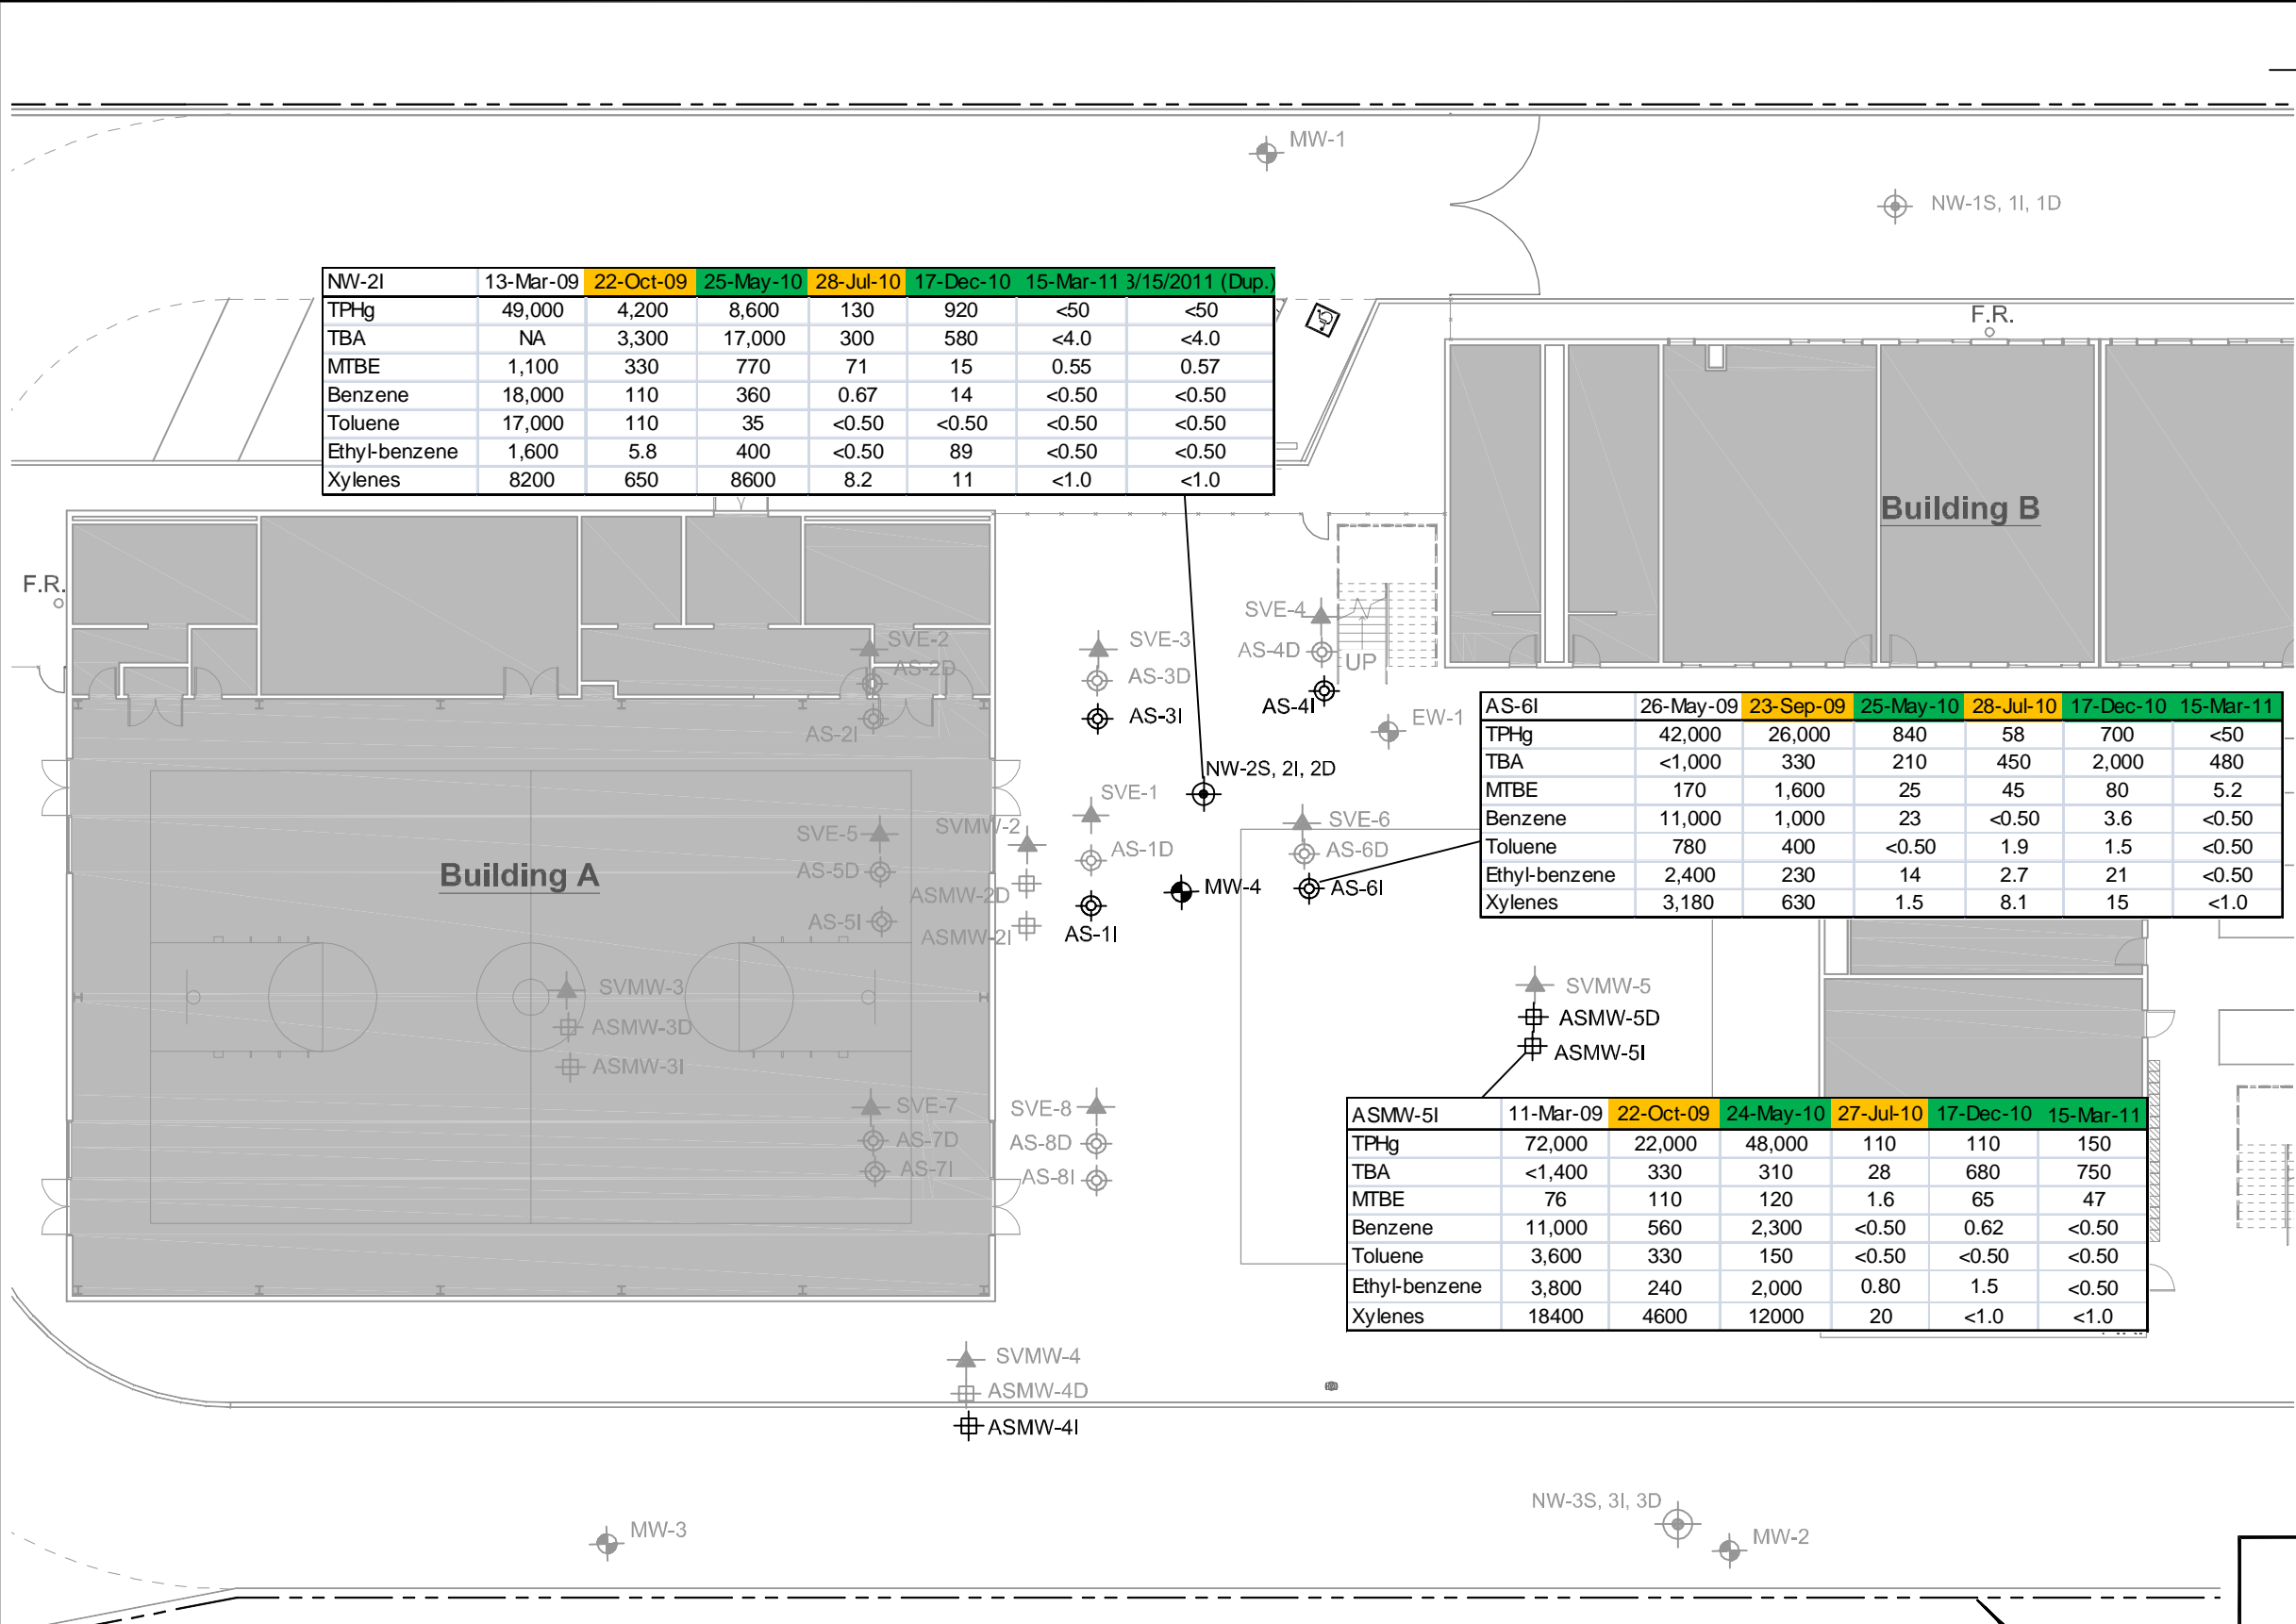 MW-1
NW-1S, 1I, 1D
NW-2I 13-Mar-09 22-Oct-09 25-May-10 28-Jul-10 17-Dec-10 15-Mar-11 3/15/2011 (Dup.)
TPHg 49,000 4,200 8,600 130 920 <50 <50
TBA NA 3,300 17,000 300 580 <4.0 <4.0
MTBE 1,100 330 770 71 15 0.55 0.57
Benzene 18,000 110 360 0.67 14 <0.50 <0.50
Toluene 17,000 110 35 <0.50 <0.50 <0.50 <0.50
Ethyl-benzene 1,600 5.8 400 <0.50 89 <0.50 <0.50
Xylenes 8200 650 8600 8.2 11 <1.0 <1.0
F.R.
Building B
F.R.
SVE-2
AS-2D
AS-2I
SVE-3
AS-3D
AS-3I
SVE-4
AS-4D
UP
AS-4I
EW-1
AS-6I 26-May-09 23-Sep-09 25-May-10 28-Jul-10 17-Dec-10 15-Mar-11
TPHg 42,000 26,000 840 58 700 <50
TBA <1,000 330 210 450 2,000 480
MTBE 170 1,600 25 45 80 5.2
Benzene 11,000 1,000 23 <0.50 3.6 <0.50
Toluene 780 400 <0.50 1.9 1.5 <0.50
Ethyl-benzene 2,400 230 14 2.7 21 <0.50
Xylenes 3,180 630 1.5 8.1 15 <1.0
NW-2S, 2I, 2D
SVE-1
SVE-5
SVMW-2
SVE-6
AS-1D
AS-6D
Building A
AS-5D
ASMW-2D
MW-4
AS-6I
AS-5I
ASMW-2I
AS-1I
SVMW-3
ASMW-3D
ASMW-3I
SVMW-5
ASMW-5D
ASMW-5I
SVE-7
AS-7D
AS-7I
SVE-8
AS-8D
AS-8I
ASMW-5I 11-Mar-09 22-Oct-09 24-May-10 27-Jul-10 17-Dec-10 15-Mar-11
TPHg 72,000 22,000 48,000 110 110 150
TBA <1,400 330 310 28 680 750
MTBE 76 110 120 1.6 65 47
Benzene 11,000 560 2,300 <0.50 0.62 <0.50
Toluene 3,600 330 150 <0.50 <0.50 <0.50
Ethyl-benzene 3,800 240 2,000 0.80 1.5 <0.50
Xylenes 18400 4600 12000 20 <1.0 <1.0
SVMW-4
ASMW-4D
ASMW-4I
NW-3S, 3I, 3D
MW-3
MW-2